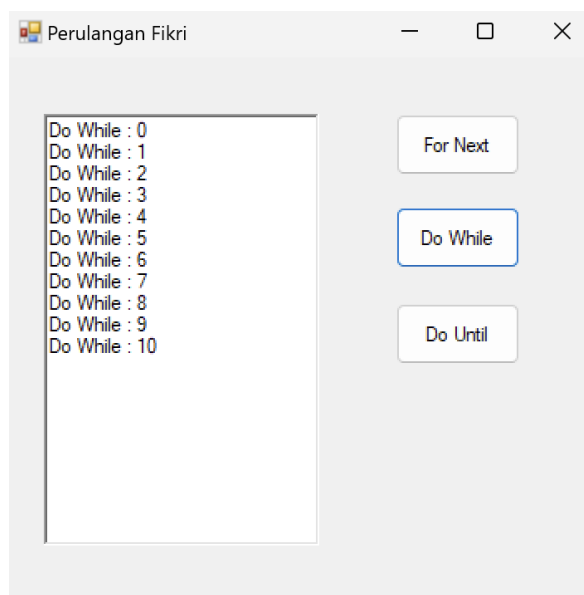 Perulangan Fikri
Do While : 0
Do While : 1
Do While : 2
Do While : 3
Do While : 4
Do While : 5
Do While : 6
Do While : 7
Do While : 8
Do While : 9
Do While : 10
For Next
Do While
Do Until